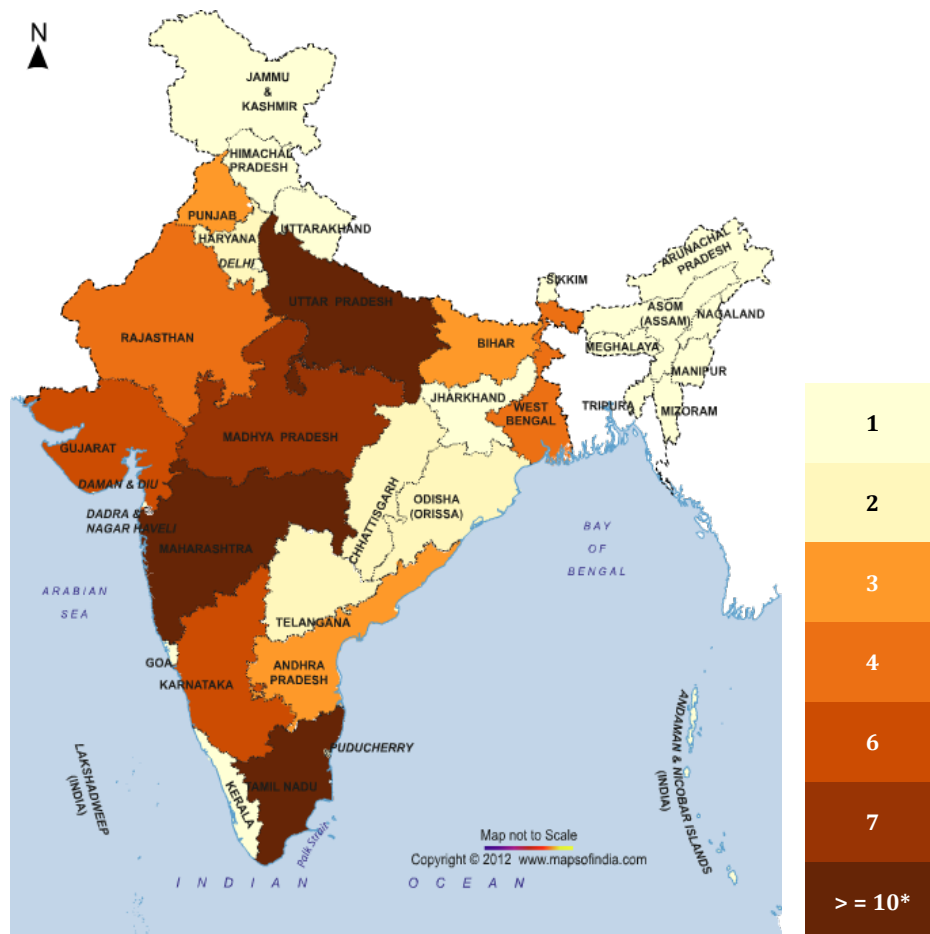 N
JAMMU
&
KASHMIR
HIMACHAL
PRADESH
PUNJAB
UTTARAKHAND
HARYANA
DELHI
ARUNACHAL
PRADESH
SIKKIM
UTTAR PRADESH
ASOM
(ASSAM)
NAGALAND
RAJASTHAN
BIHAR
MEGHALAYA
MANIPUR
JHARKHAND
TRIPURA
MIZORAM
WEST
BENGAL
GUJARAT
MADHYA PRADESH
DAMAN & DIU
CHHATTISGARH
ODISHA
(ORISSA)
DADRA &
NAGAR HAVELI
MAHARASHTRA
BAY
OF
BENGAL
ARABIAN
SEA
TELANGANA
GOA
KARNATAKA
ANDHRA
PRADESH
PUDUCHERRY
LAKSHADWEEP
(INDIA)
KERALA
TAMIL NADU
ANDAMAN & NICOBAR ISLANDS
(INDIA)
Palk Strait
Map not to Scale
Copyright © 2012 www.mapsofindia.com
INDIAN OCEAN
1
2
3
4
6
7
> = 10*